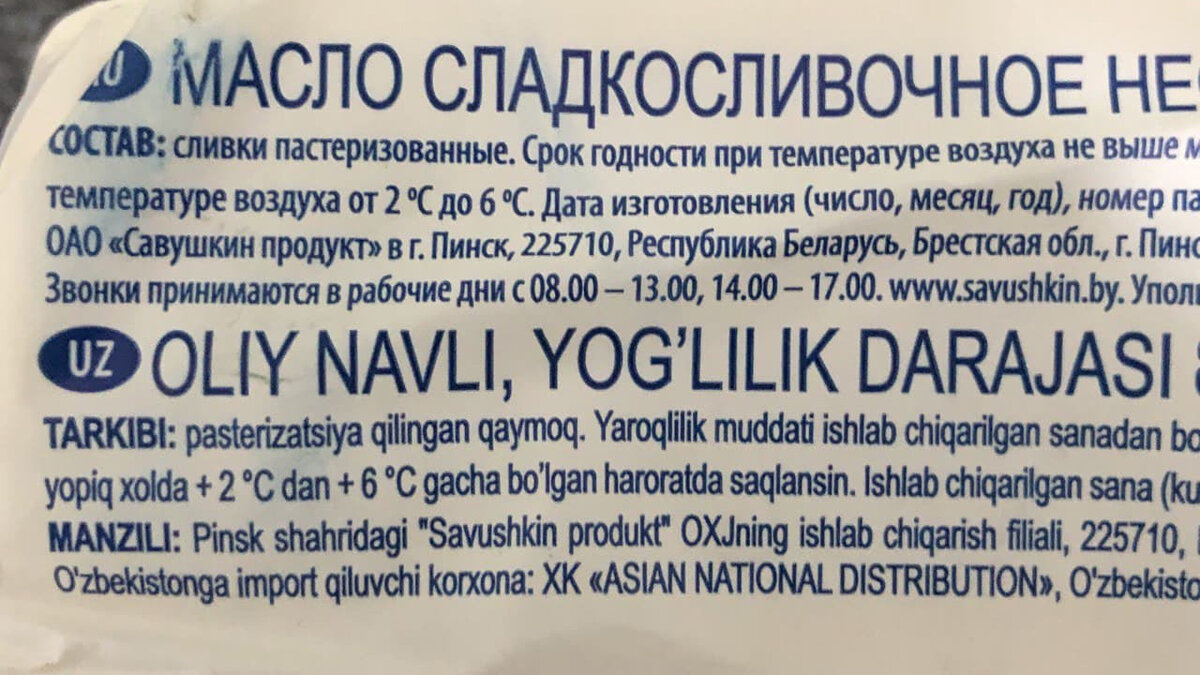 МАСЛО СЛАДКОСЛИВОЧНОЕ
СОСТАВ: сливки пастеризованные. Срок годности при температуре воздуха не выше
температуре воздуха от 2 °С до 6 °С. Дата изготовления (число, месяц, год), номер
ОАО «Савушкин продукт» в г. Пинск, 225710, Республика Беларусь, Брестская обл., г.
Звонки принимаются в рабочие дни с 08.00 – 13.00, 14.00 – 17.00. www.savushkin.by.
UZ OLIY NAVLI, YOG’LILIK DARAJASI
TARKIBI: pasterizatsiya qilingan qaymoq. Yaroqlilik muddati ishlab chiqarilgan sanadan
yopiq xolda + 2 °C dan + 6 °C gacha bo’lgan haroratda saqlansin. Ishlab chiqarilgan sana
MANZILI: Pinsk shahridagi "Savushkin produkt" OXJning ishlab chiqarish filiali, 225710,
O'zbekistonga import qiluvchi korxona: XK «ASIAN NATIONAL DISTRIBUTION»,